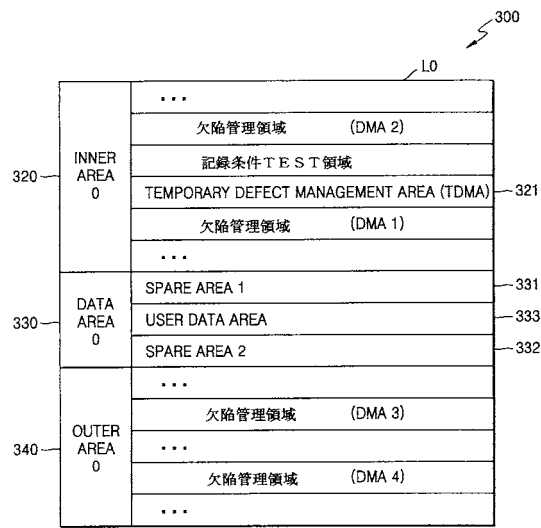 300
L0
...
欠陥管理領域 (DMA 2)
記録条件TEST領域
320 INNER AREA 0
TEMPORARY DEFECT MANAGEMENT AREA (TDMA) 321
欠陥管理領域 (DMA 1)
...
SPARE AREA 1 331
330 DATA AREA 0
USER DATA AREA 333
SPARE AREA 2 332
...
欠陥管理領域 (DMA 3)
340 OUTER AREA 0
...
欠陥管理領域 (DMA 4)
...